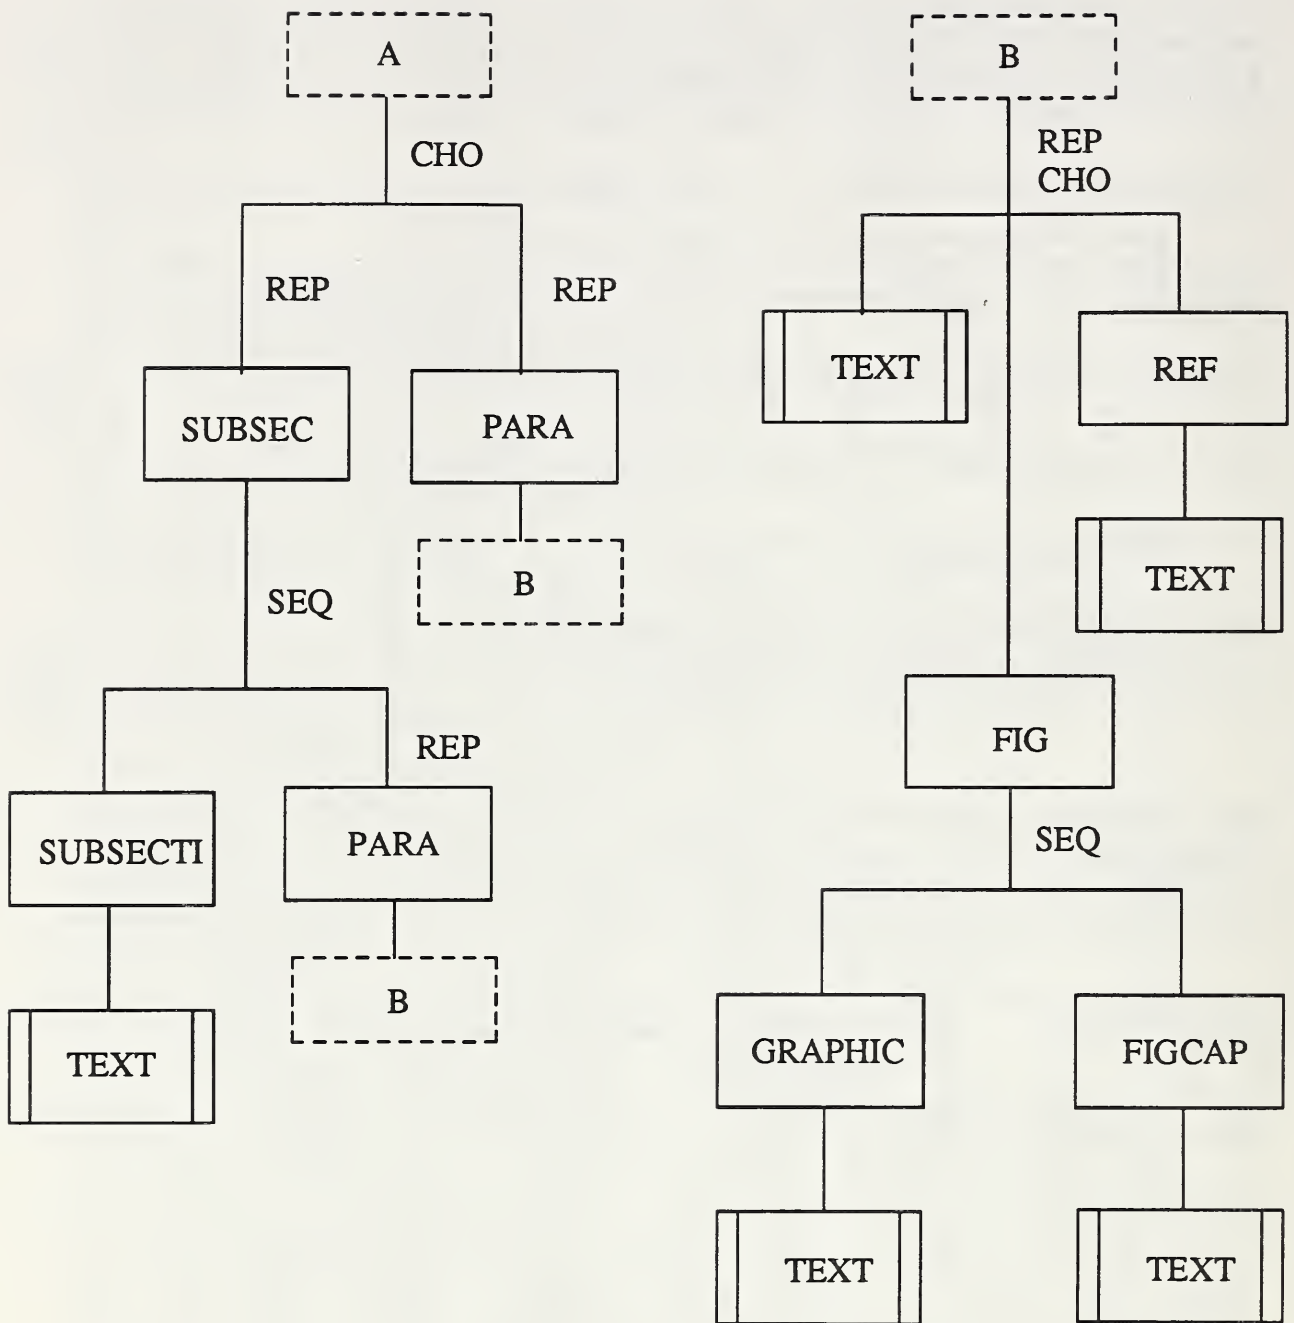 A
CHO
REP
REP
SUBSEC
PARA
B
SEQ
REP
SUBSECTI
PARA
B
TEXT
B
REP
CHO
TEXT
REF
TEXT
FIG
SEQ
GRAPHIC
FIGCAP
TEXT
TEXT